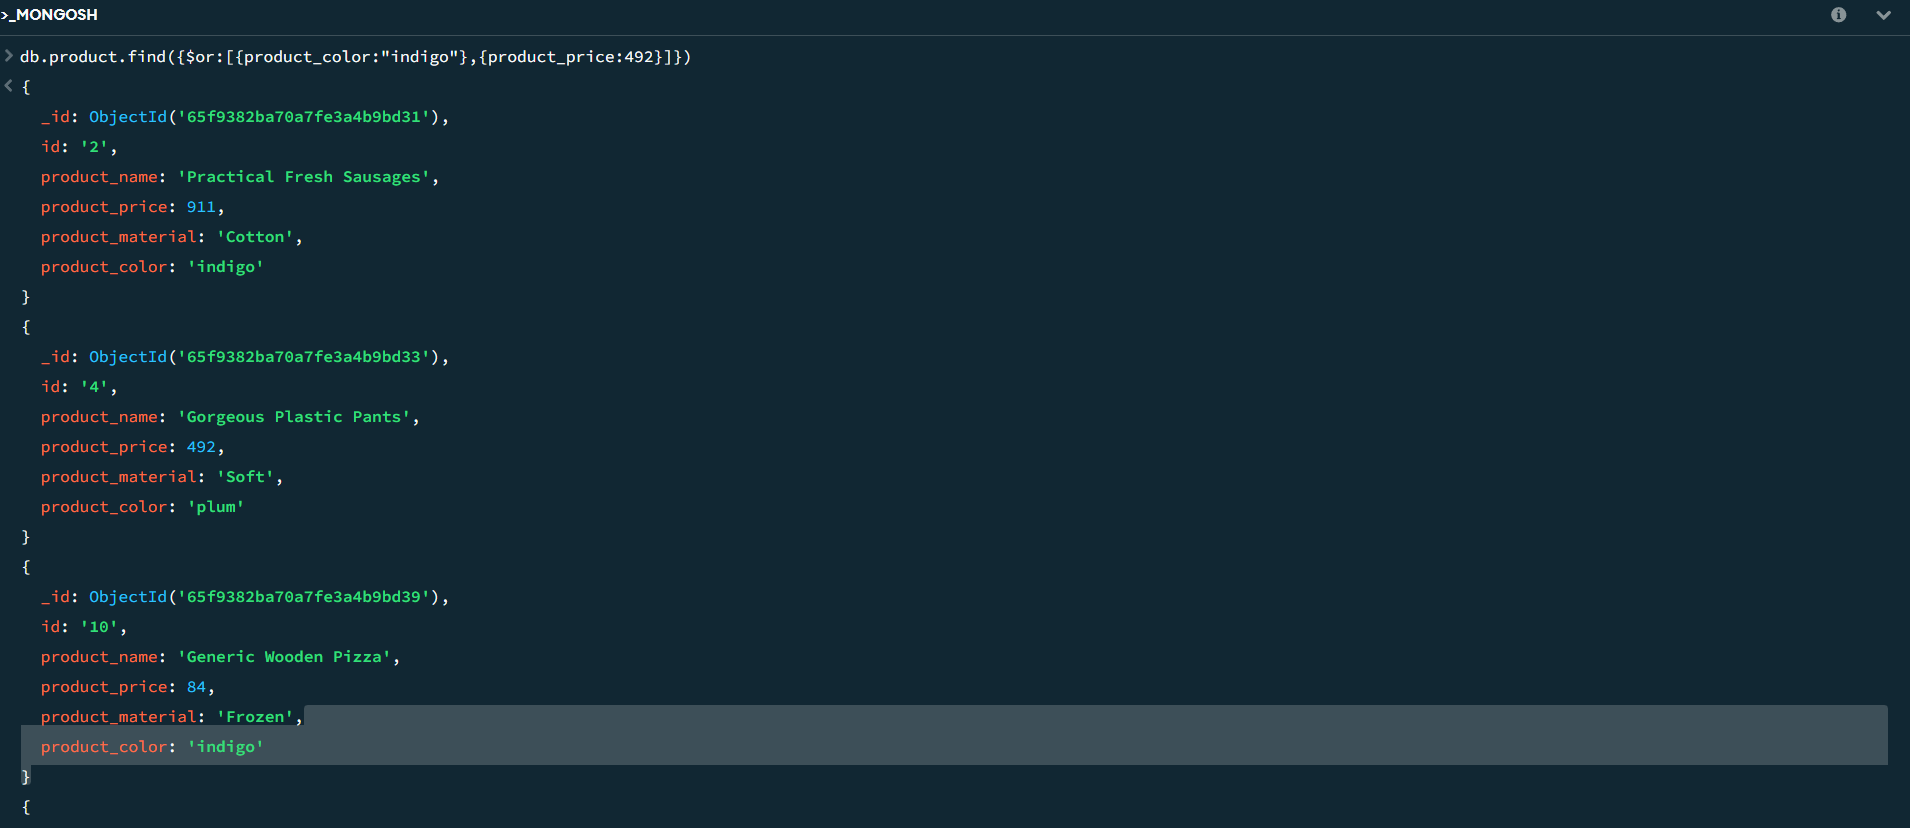 >_MONGOSH
> db.product.find({$or:[{product_color:"indigo"},{product_price:492}]})
< {
_id: ObjectId('65f9382ba70a7fe3a4b9bd31'),
id: '2',
product_name: 'Practical Fresh Sausages',
product_price: 911,
product_material: 'Cotton',
product_color: 'indigo'
}
{
_id: ObjectId('65f9382ba70a7fe3a4b9bd33'),
id: '4',
product_name: 'Gorgeous Plastic Pants',
product_price: 492,
product_material: 'Soft',
product_color: 'plum'
}
{
_id: ObjectId('65f9382ba70a7fe3a4b9bd39'),
id: '10',
product_name: 'Generic Wooden Pizza',
product_price: 84,
product_material: 'Frozen',
product_color: 'indigo'
}
{